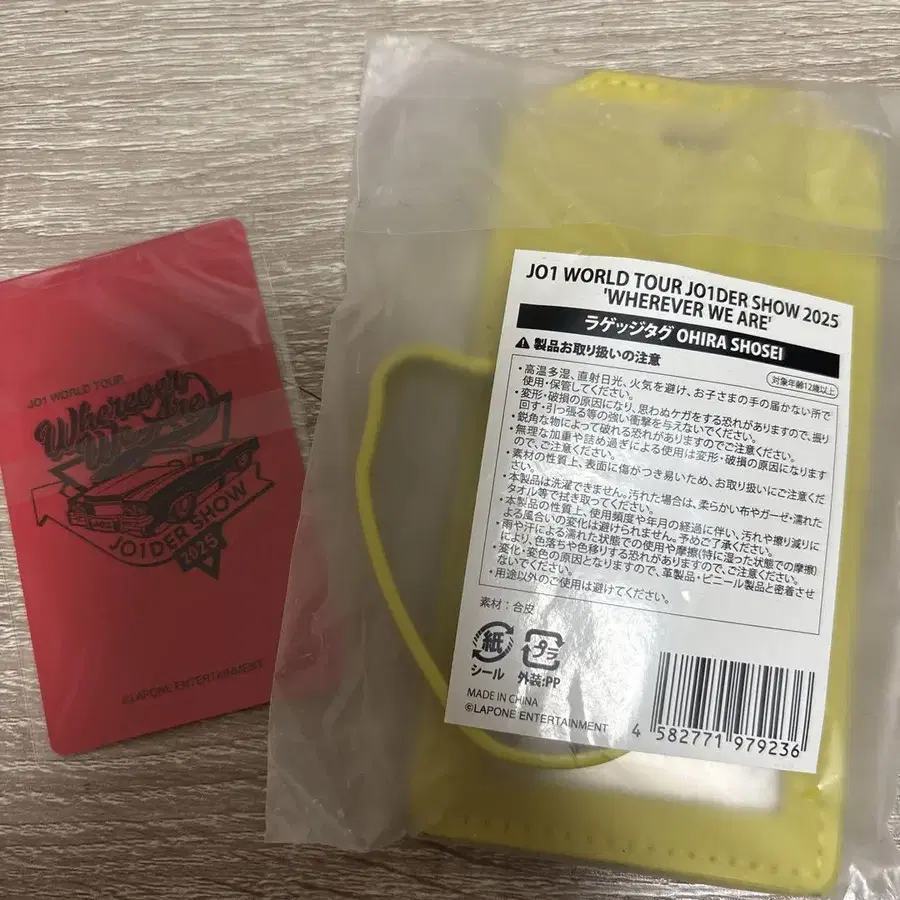 JO1 WORLD TOUR
Wherever
We Are
JO1
JO1DER SHOW
2025
©LAPONE ENTERTAINMENT
JO1 WORLD TOUR JO1DER SHOW 2025
'WHEREVER WE ARE'
ラゲッジタグ OHIRA SHOSEI
⚠製品お取り扱いの注意
対象年齢12歳以上
・高温多湿、直射日光、火気を避け、お子さまの手の届かない所で
使用・保管してください。
・変形・破損の原因になり、思わぬケガをする恐れがありますので、振り
回す・引っ張る等の強い衝撃を与えないでください。
・鋭角な物によって破れる恐れがありますのでご注意ください。
・無理な加重や詰め過ぎによる使用は変形・破損の原因になります
ので、ご注意ください。
・素材の性質上、表面に傷がつき易いため、お取り扱いにご注意くだ
さい。
・本製品は洗濯できません。汚れた場合は、柔らかい布やガーゼ・濡れた
タオル等で拭き取ってください。
・本製品の性質上、使用頻度や年月の経過に伴い、汚れや擦り減りに
よる風合いの変化は避けられません。予めご了承ください。
・雨や汗による濡れた状態での使用や摩擦(特に湿った状態での摩擦)
により、色落ちや色移りする恐れがありますので、ご注意ください。
・変化・変色の原因となりますので、革製品・ビニール製品と密着させ
ないでください。
・用途以外のご使用は避けてください。
素材：合皮
紙
シール
プラ
外装:PP
MADE IN CHINA
©LAPONE ENTERTAINMENT
4 582771 979236